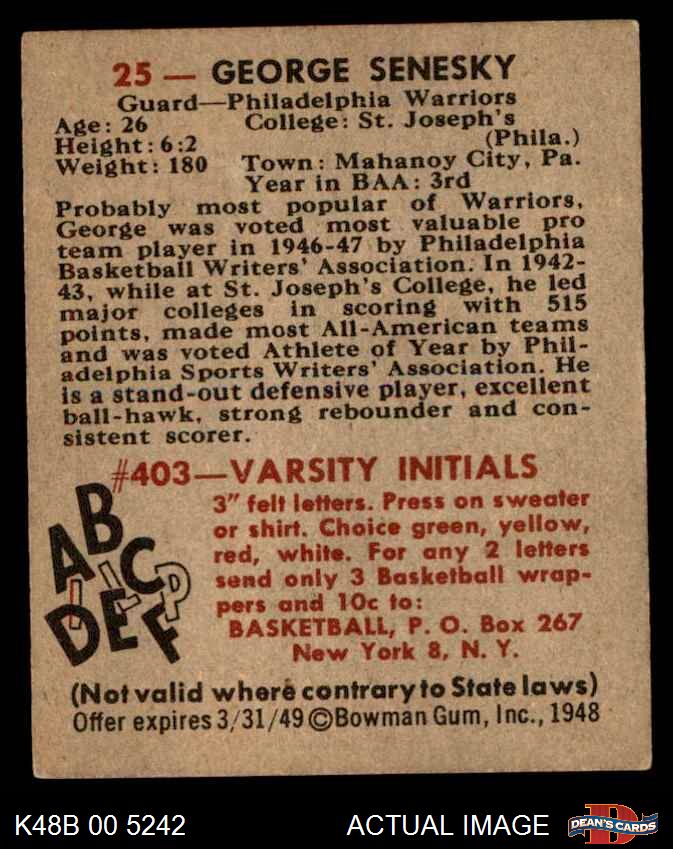 25 — GEORGE SENESKY
Guard—Philadelphia Warriors
Age: 26 College: St. Joseph's
Height: 6:2 (Phila.)
Weight: 180 Town: Mahanoy City, Pa.
Year in BAA: 3rd
Probably most popular of Warriors,
George was voted most valuable pro
team player in 1946-47 by Philadelphia
Basketball Writers' Association. In 1942-
43, while at St. Joseph's College, he led
major colleges in scoring with 515
points, made most All-American teams
and was voted Athlete of Year by Phil-
adelphia Sports Writers' Association. He
is a stand-out defensive player, excellent
ball-hawk, strong rebounder and con-
sistent scorer.
#403—VARSITY INITIALS
ABC
DEF
3" felt letters. Press on sweater
or shirt. Choice green, yellow,
red, white. For any 2 letters
send only 3 Basketball wrap-
pers and 10c to:
BASKETBALL, P. O. Box 267
New York 8, N. Y.
(Not valid where contrary to State laws)
Offer expires 3/31/49 ©Bowman Gum, Inc., 1948
K48B 00 5242 ACTUAL IMAGE D DEAN'S CARDS